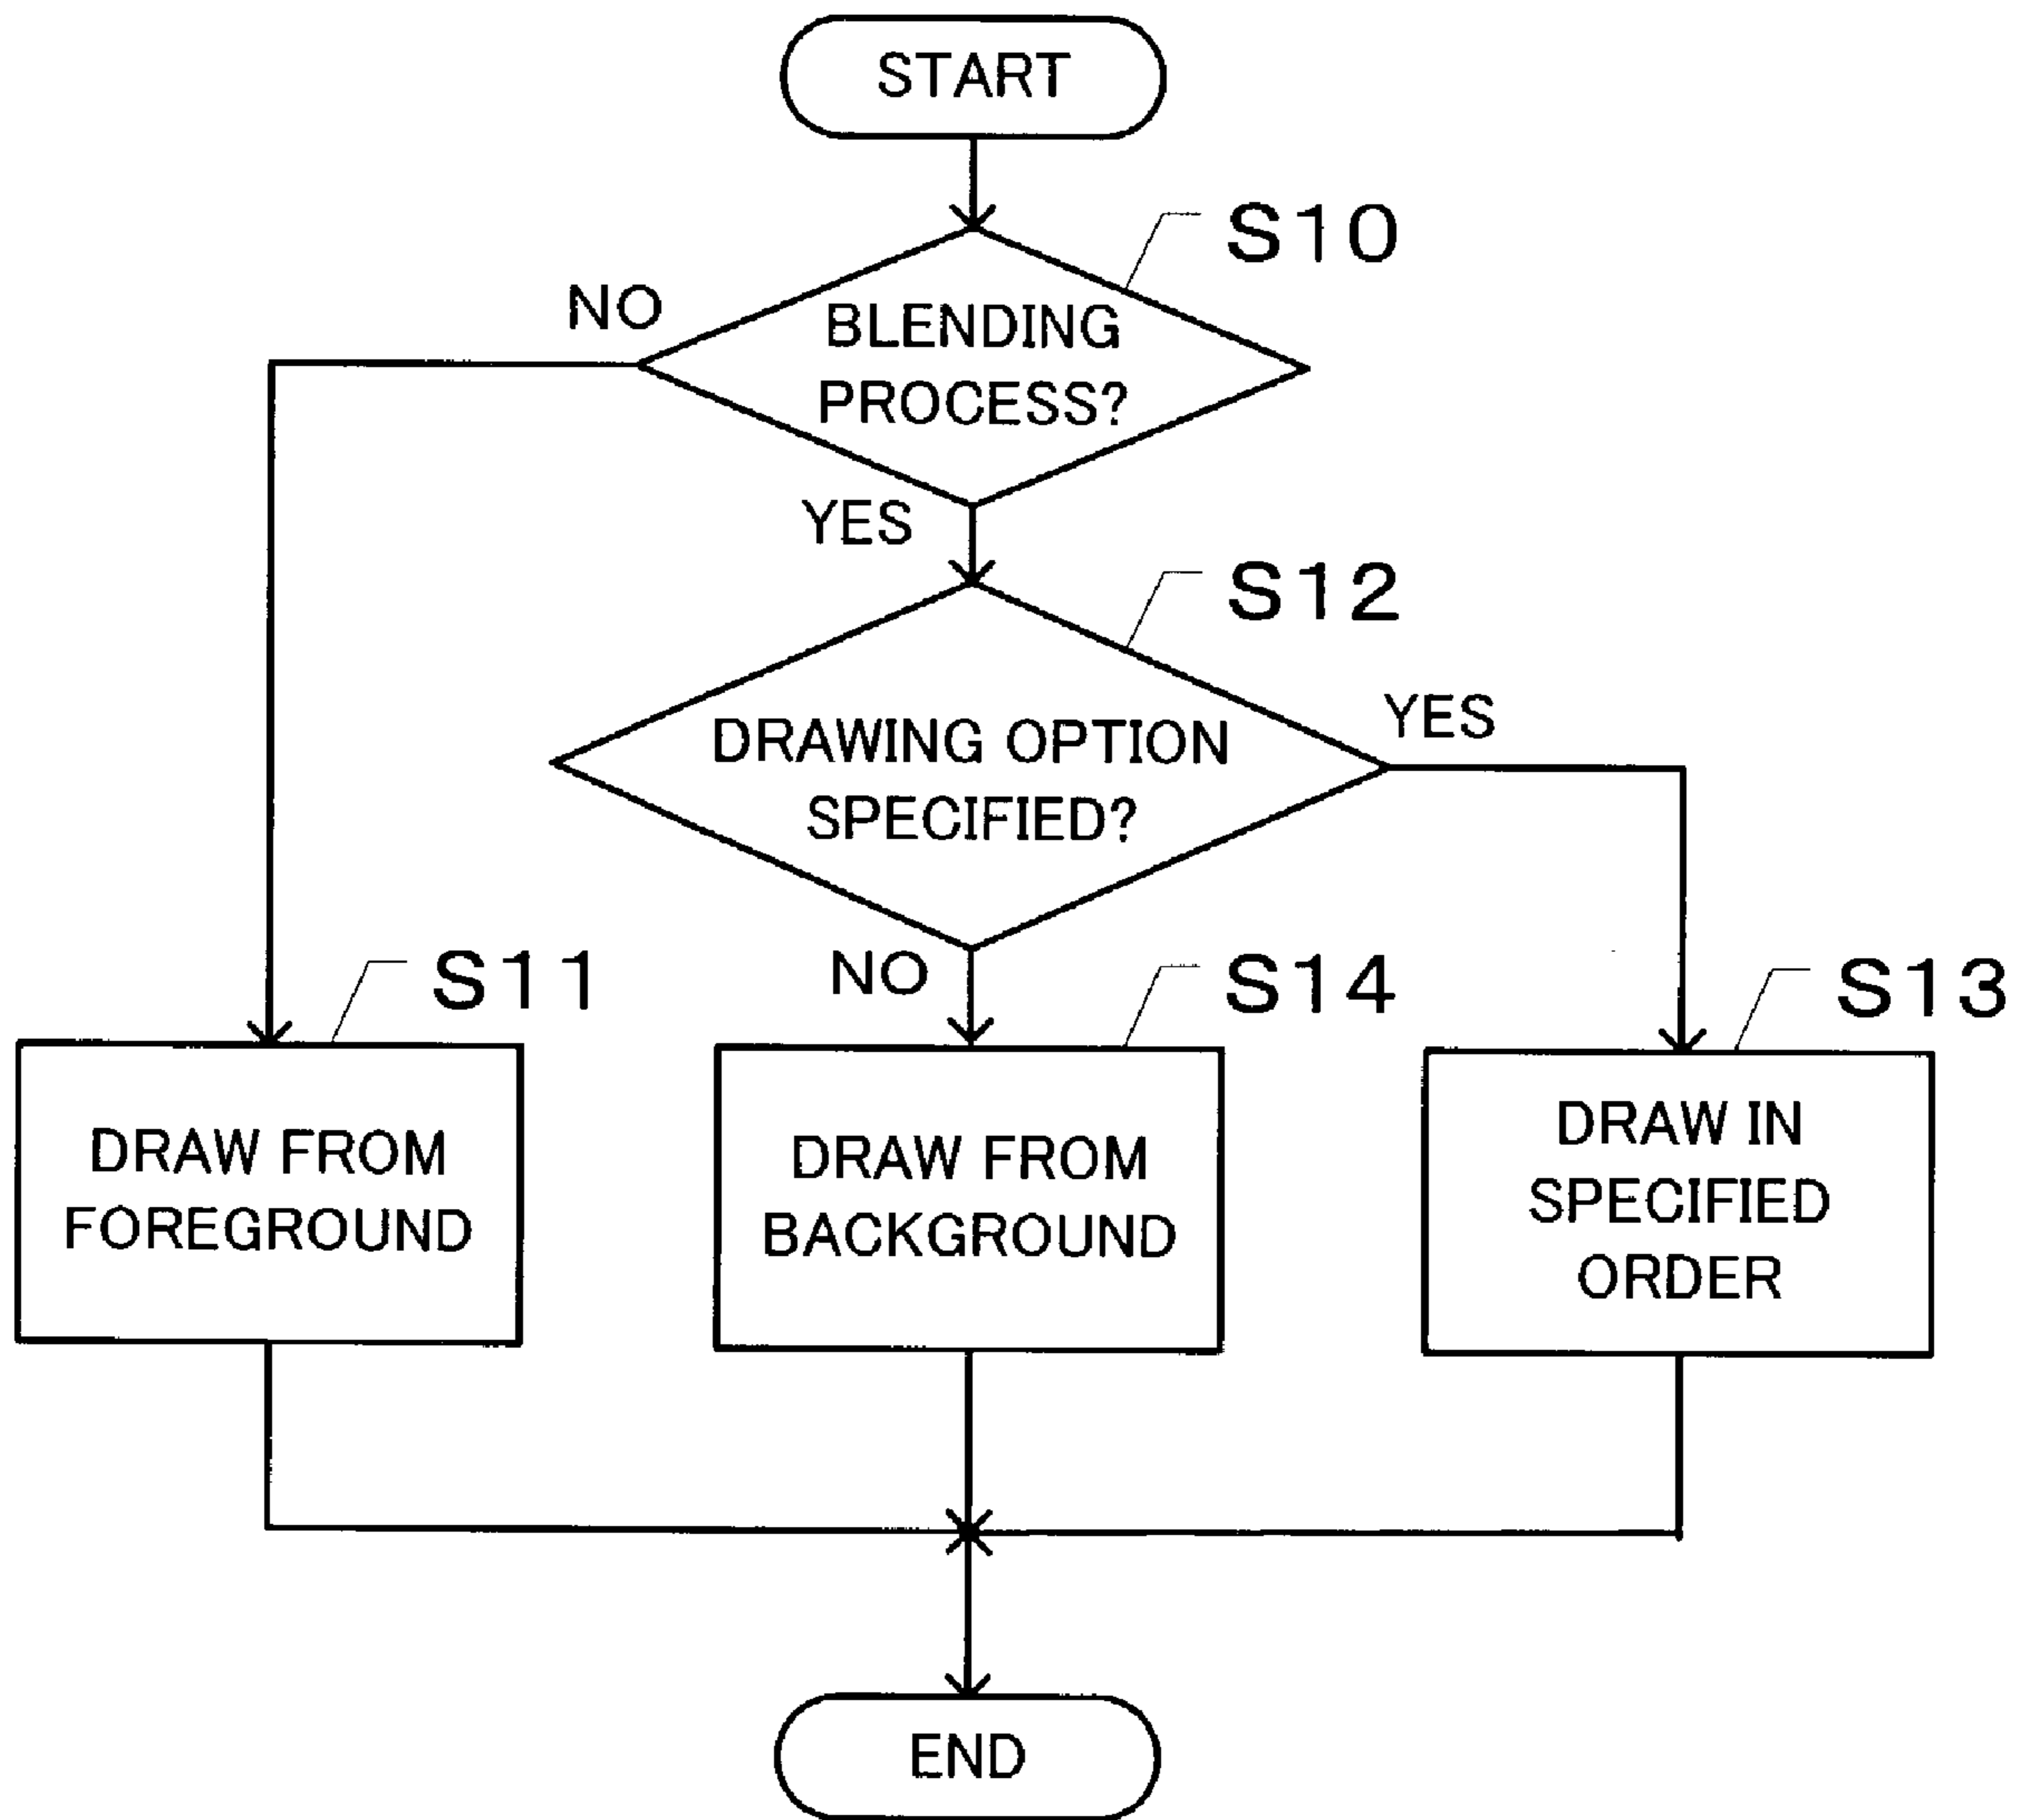 START
S10
NO
BLENDING
PROCESS?
YES
S12
YES
DRAWING OPTION
SPECIFIED?
NO
S11
S14
S13
DRAW FROM
FOREGROUND
DRAW FROM
BACKGROUND
DRAW IN
SPECIFIED
ORDER
END